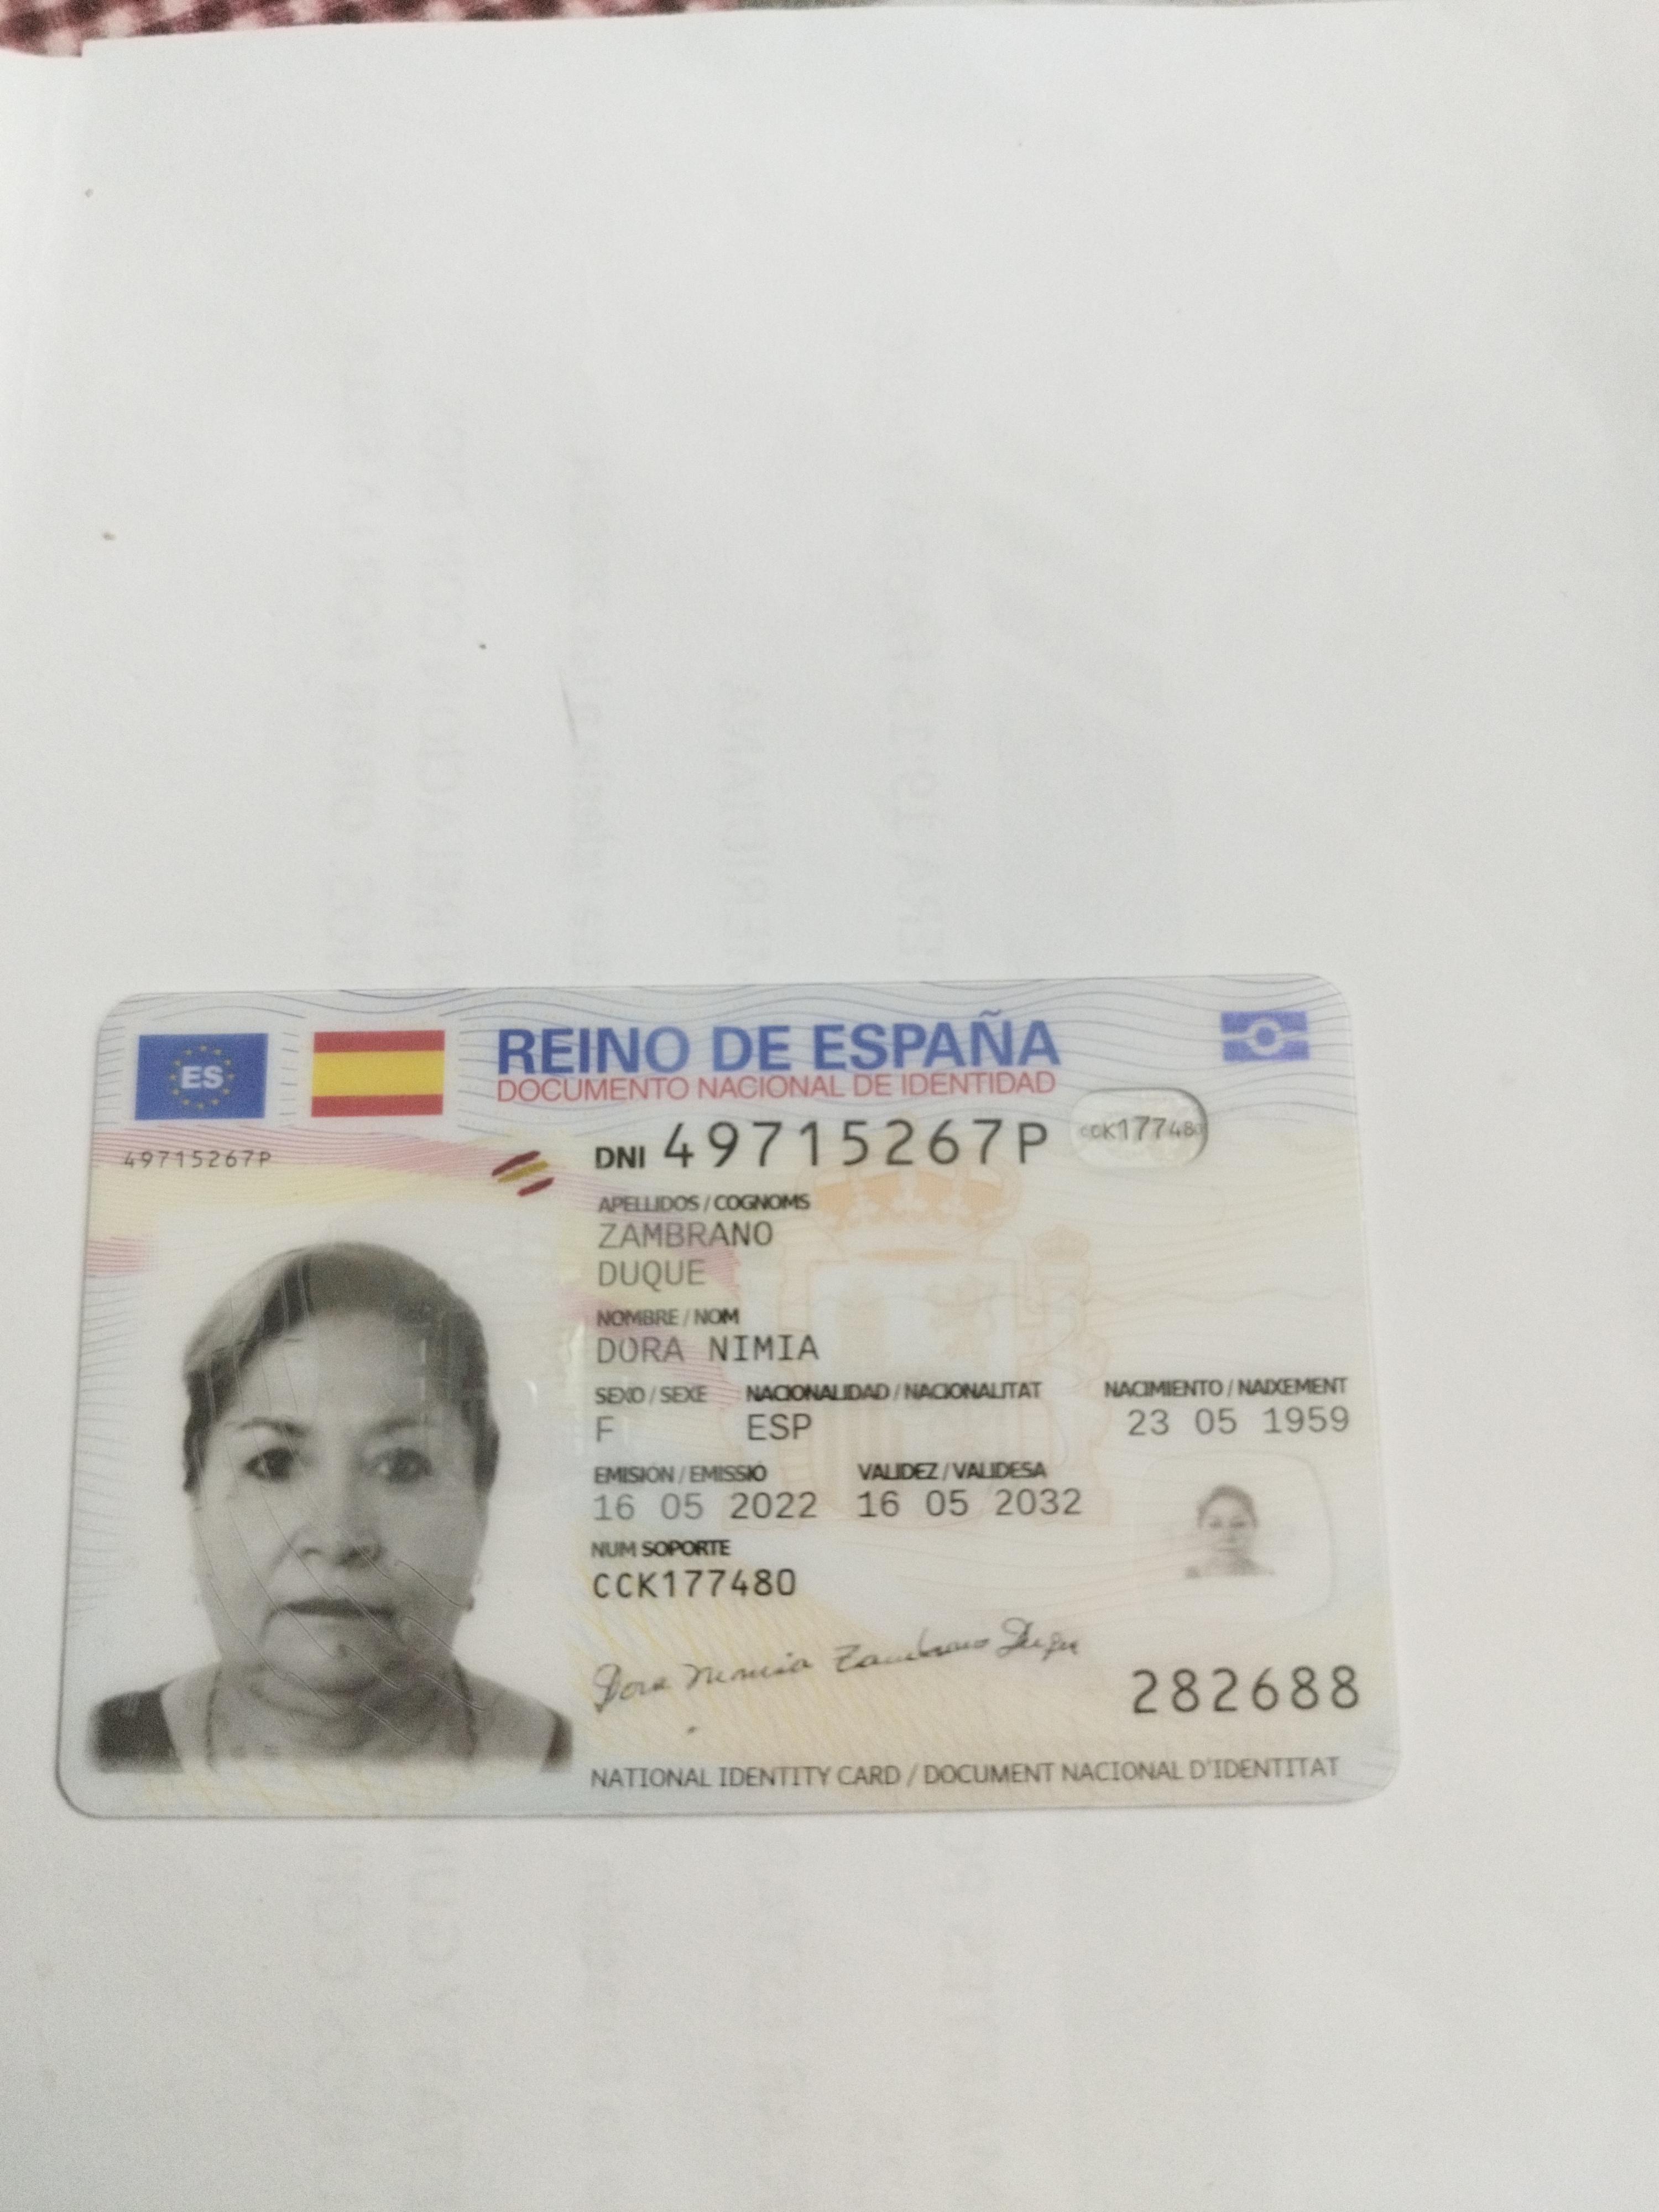 ES
REINO DE ESPAÑA
DOCUMENTO NACIONAL DE IDENTIDAD
49715267P
DNI 49715267P
CCK177480
APELLIDOS / COGNOMS
ZAMBRANO
DUQUE
NOMBRE / NOM
DORA NIMIA
SEXO / SEXE NACIONALIDAD / NACIONALITAT NACIMIENTO / NAIXEMENT
F ESP 23 05 1959
EMISIÓN / EMISSIÓ VALIDEZ / VALIDESA
16 05 2022 16 05 2032
NUM SOPORTE
CCK177480
Dora Nimia Zambrano Duque
282688
NATIONAL IDENTITY CARD / DOCUMENT NACIONAL D'IDENTITAT